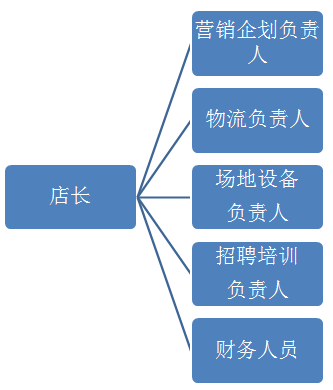 店长
营销企划负责
人
物流负责人
场地设备
负责人
招聘培训
负责人
财务人员